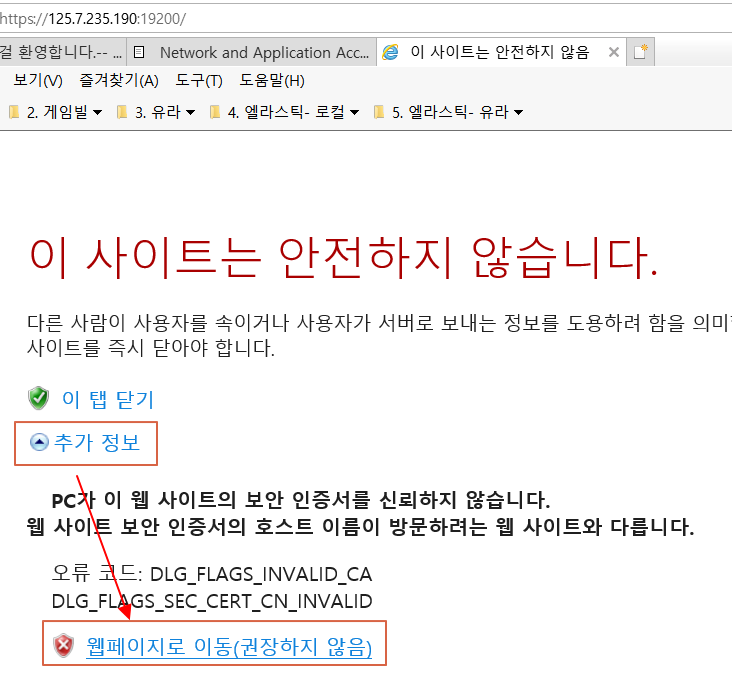 https://125.7.235.190:19200/
걸 환영합니다.-- ...
Network and Application Acc...
이 사이트는 안전하지 않음
보기(V) 즐겨찾기(A) 도구(T) 도움말(H)
2. 게임빌 3. 유라 4. 엘라스틱- 로컬 5. 엘라스틱- 유라
이 사이트는 안전하지 않습니다.
다른 사람이 사용자를 속이거나 사용자가 서버로 보내는 정보를 도용하려 함을 의미
사이트를 즉시 닫아야 합니다.
이 탭 닫기
추가 정보
PC가 이 웹 사이트의 보안 인증서를 신뢰하지 않습니다.
웹 사이트 보안 인증서의 호스트 이름이 방문하려는 웹 사이트와 다릅니다.
오류 코드: DLG_FLAGS_INVALID_CA
DLG_FLAGS_SEC_CERT_CN_INVALID
웹페이지로 이동(권장하지 않음)